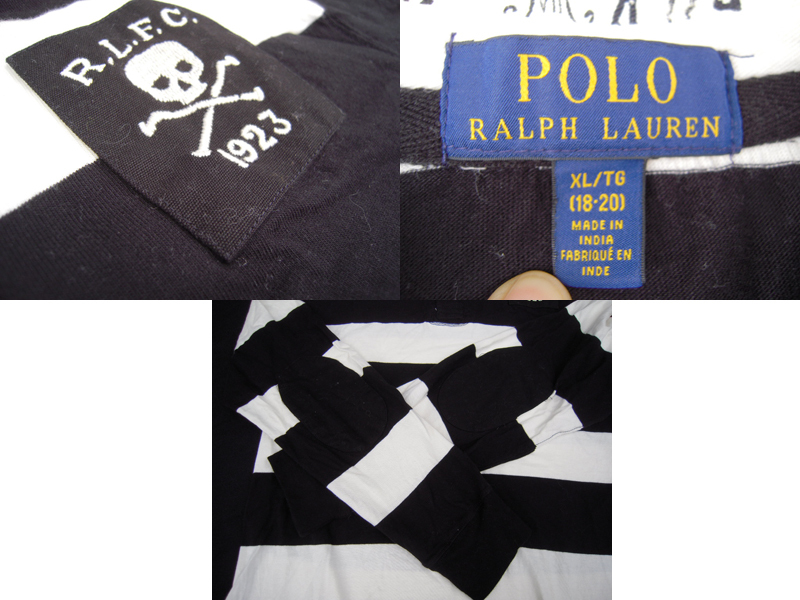 R.L.F.C.
1923
POLO
RALPH LAUREN
XL/TG
(18-20)
MADE IN
INDIA
FABRIQUÉ EN
INDE